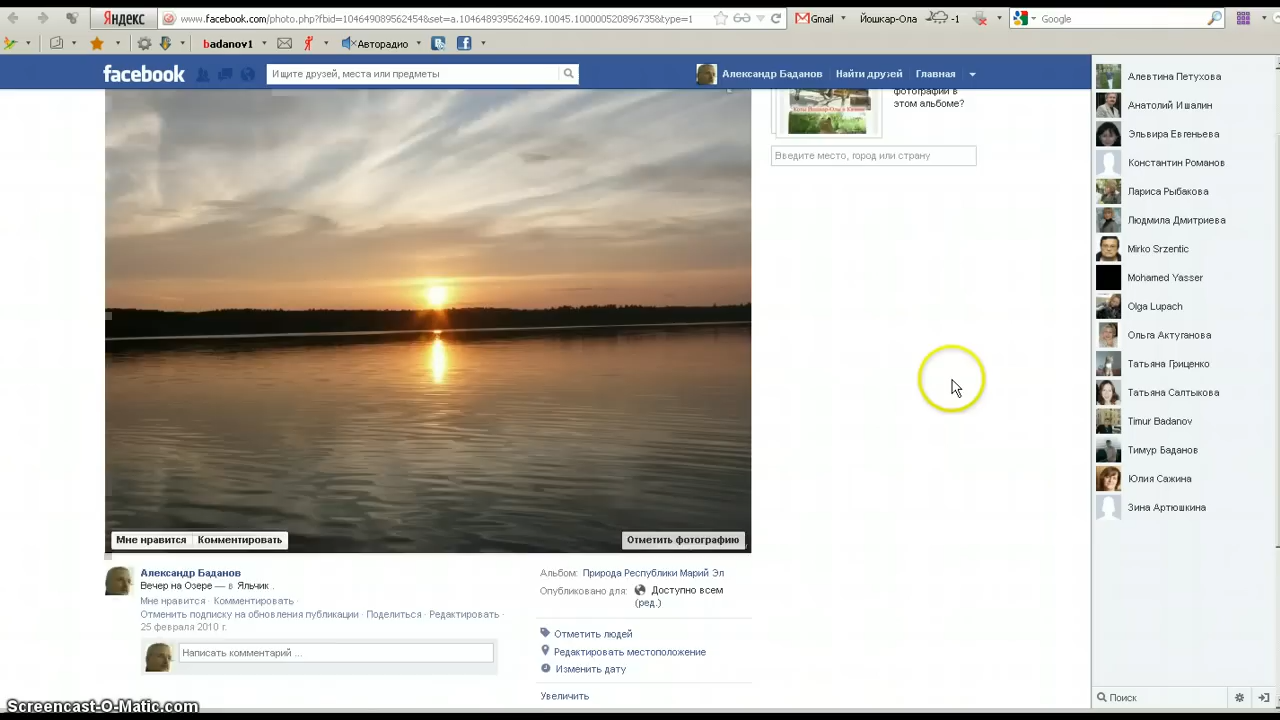 Яндекс
www.facebook.com/photo.php?fbid=104649089562454&set=a.104648939562469.10045.100000520896735&type=1
Gmail
Йошкар-Ола
-1
Google
badanov1
Авторадио
facebook
Ищите друзей, места или предметы
Александр Баданов
Найти друзей
Главная
фотографии в
этом альбоме?
Введите место, город или страну
Алевтина Петухова
Анатолий Ишалин
Эльвира Евгеньева
Константин Романов
Лариса Рыбакова
Людмила Дмитриева
Mirko Srzentic
Mohamed Yasser
Olga Lupach
Ольга Актуганова
Татьяна Гриценко
Татьяна Салтыкова
Timur Badanov
Тимур Баданов
Юлия Сажина
Зина Артюшкина
Мне нравится Комментировать
Отметить фотографию
Александр Баданов
Вечер на Озере — в Яльчик .
Мне нравится · Комментировать ·
Отменить подписку на обновления публикации · Поделиться · Редактировать ·
25 февраля 2010 г.
Написать комментарий ...
Альбом: Природа Республики Марий Эл
Опубликовано для: Доступно всем
(ред.)
Отметить людей
Редактировать местоположение
Изменить дату
Увеличить
Поиск
Screencast-O-Matic.com